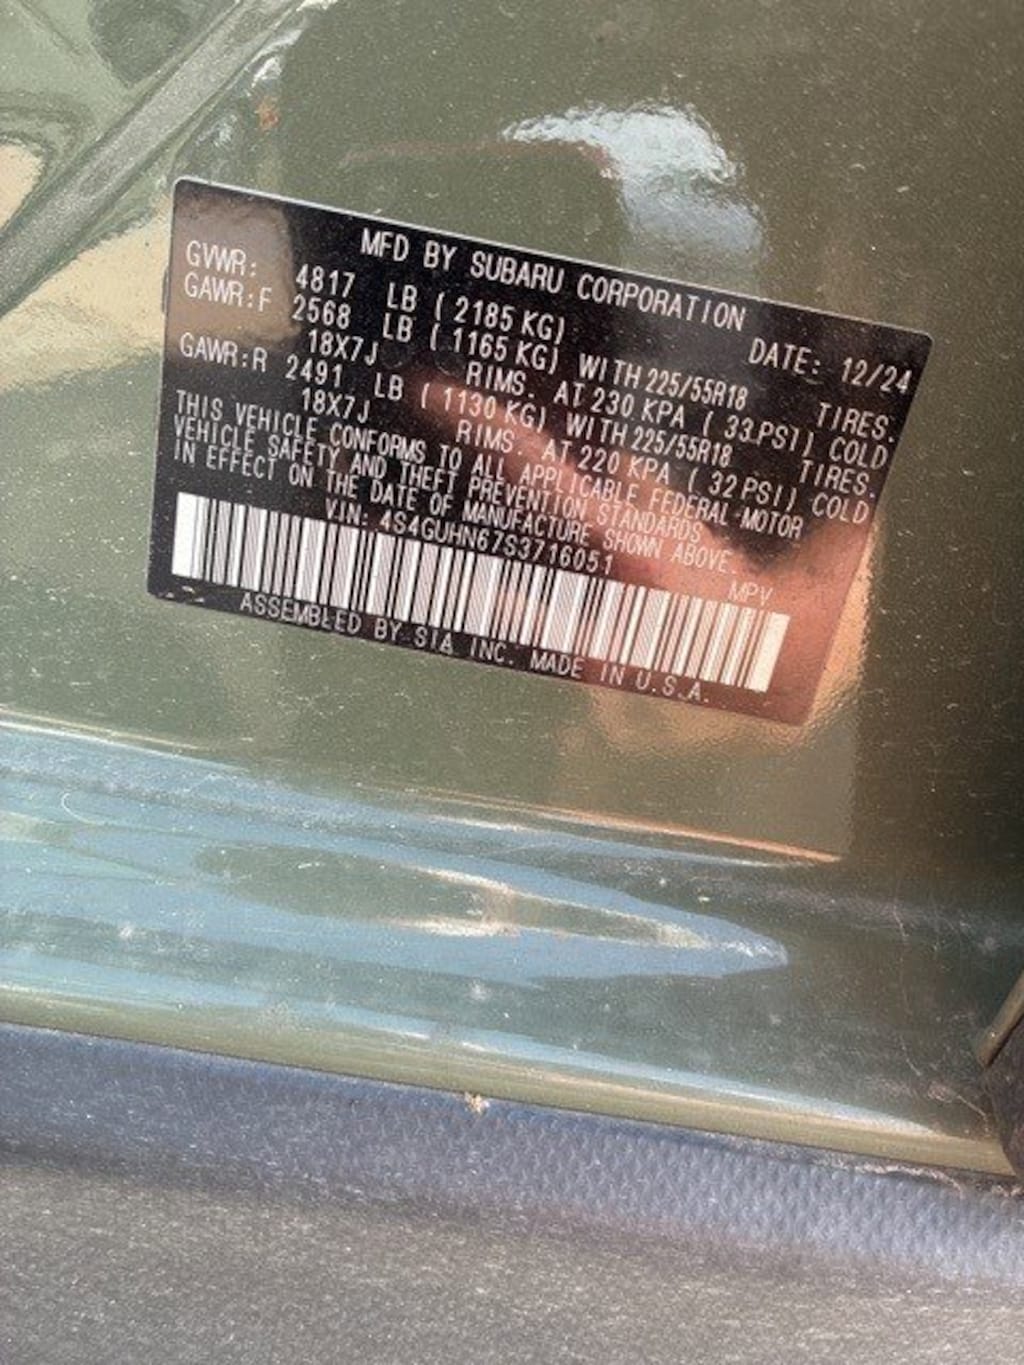 MFD BY SUBARU CORPORATION DATE: 12/24
GVWR: 4817 LB ( 2185 KG)
GAWR:F 2568 LB ( 1165 KG) WITH 225/55R18 TIRES.
18X7J RIMS. AT 230 KPA ( 33PSI) COLD
GAWR:R 2491 LB ( 1130 KG) WITH 225/55R18 TIRES.
18X7J RIMS. AT 220 KPA ( 32 PSI) COLD
THIS VEHICLE CONFORMS TO ALL APPLICABLE FEDERAL MOTOR
VEHICLE SAFETY AND THEFT PREVENTION STANDARDS
IN EFFECT ON THE DATE OF MANUFACTURE SHOWN ABOVE.
VIN: 4S4GUHN67S3716051 MPV
ASSEMBLED BY SIA INC. MADE IN U.S.A.